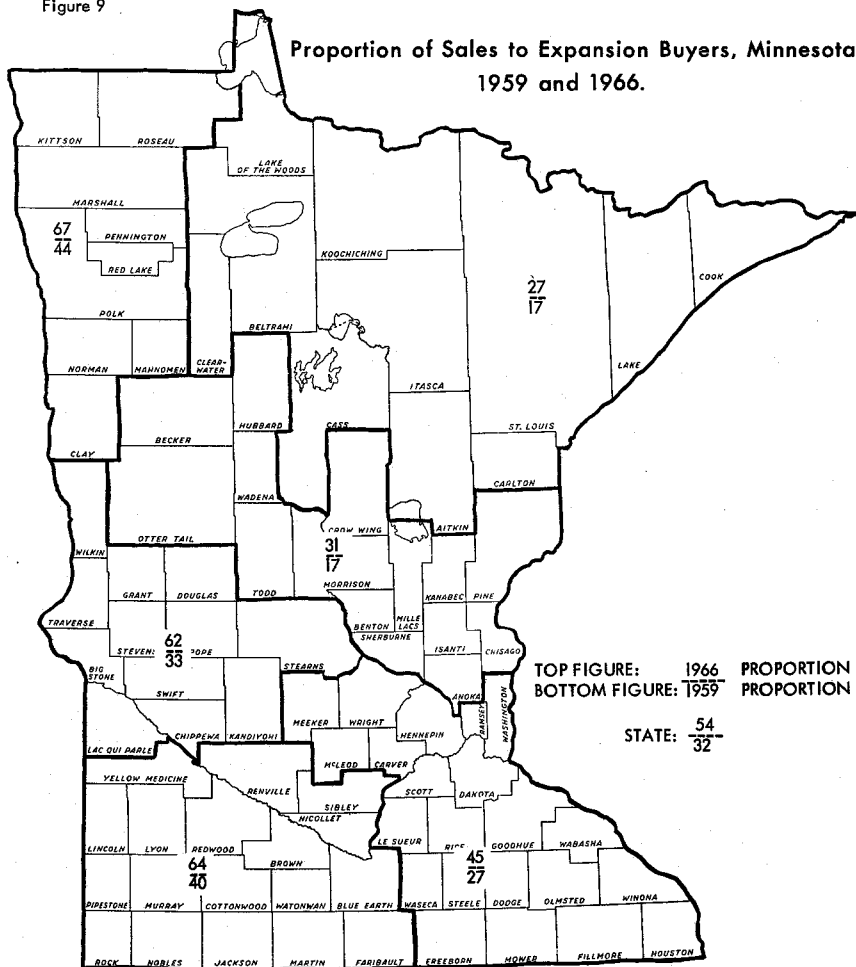 Figure 9
Proportion of Sales to Expansion Buyers, Minnesota
1959 and 1966.
KITTSON
ROSEAU
LAKE
OF THE WOODS
MARSHALL
67
44
PENNINGTON
RED LAKE
KOOCHICHING
COOK
27
17
POLK
BELTRAMI
NORMAN
MAHNOMEN
CLEAR-
WATER
LAKE
ITASCA
HUBBARD
CASS
ST. LOUIS
BECKER
CLAY
CARLTON
WADENA
OTTER TAIL
CROW WING
AITKIN
WILKIN
31
17
GRANT
DOUGLAS
TODD
MORRISON
KANABEC
PINE
TRAVERSE
BENTON
MILLE
LACS
SHERBURNE
62
33
STEVENS
POPE
ISANTI
CHISAGO
BIG
STONE
STEARNS
TOP FIGURE: 1966 PROPORTION
BOTTOM FIGURE: 1959 PROPORTION
SWIFT
ANOKA
RAMSEY
WASHINGTON
MEEKER
WRIGHT
STATE: 54
32
HENNEPIN
CHIPPEWA
KANDIYOHI
LAC QUI PARLE
MCLEOD
CARVER
YELLOW MEDICINE
RENVILLE
SCOTT
DAKOTA
SIBLEY
NICOLLET
LINCOLN
LYON
REDWOOD
LE SUEUR
RICE
GOODHUE
WABASHA
64
40
BROWN
45
27
PIPESTONE
MURRAY
COTTONWOOD
WATONWAN
BLUE EARTH
WASECA
STEELE
DODGE
OLMSTED
WINONA
ROCK
NOBLES
JACKSON
MARTIN
FARIBAULT
FREEBORN
MOWER
FILLMORE
HOUSTON